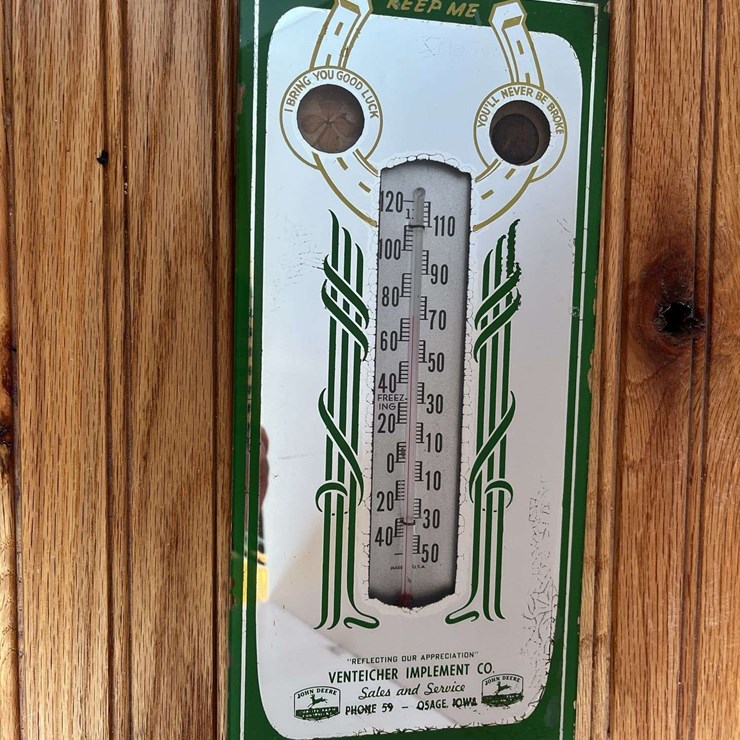 KEEP ME
I BRING YOU GOOD LUCK
YOU'LL NEVER BE BROKE
120
110
100
90
80
70
60
50
40
FREEZ-
ING
30
20
10
0
10
20
30
40
50
"REFLECTING OUR APPRECIATION"
VENTEICHER IMPLEMENT CO.
JOHN DEERE
Sales and Service
JOHN DEERE
PHONE 59 – OSAGE, IOWA